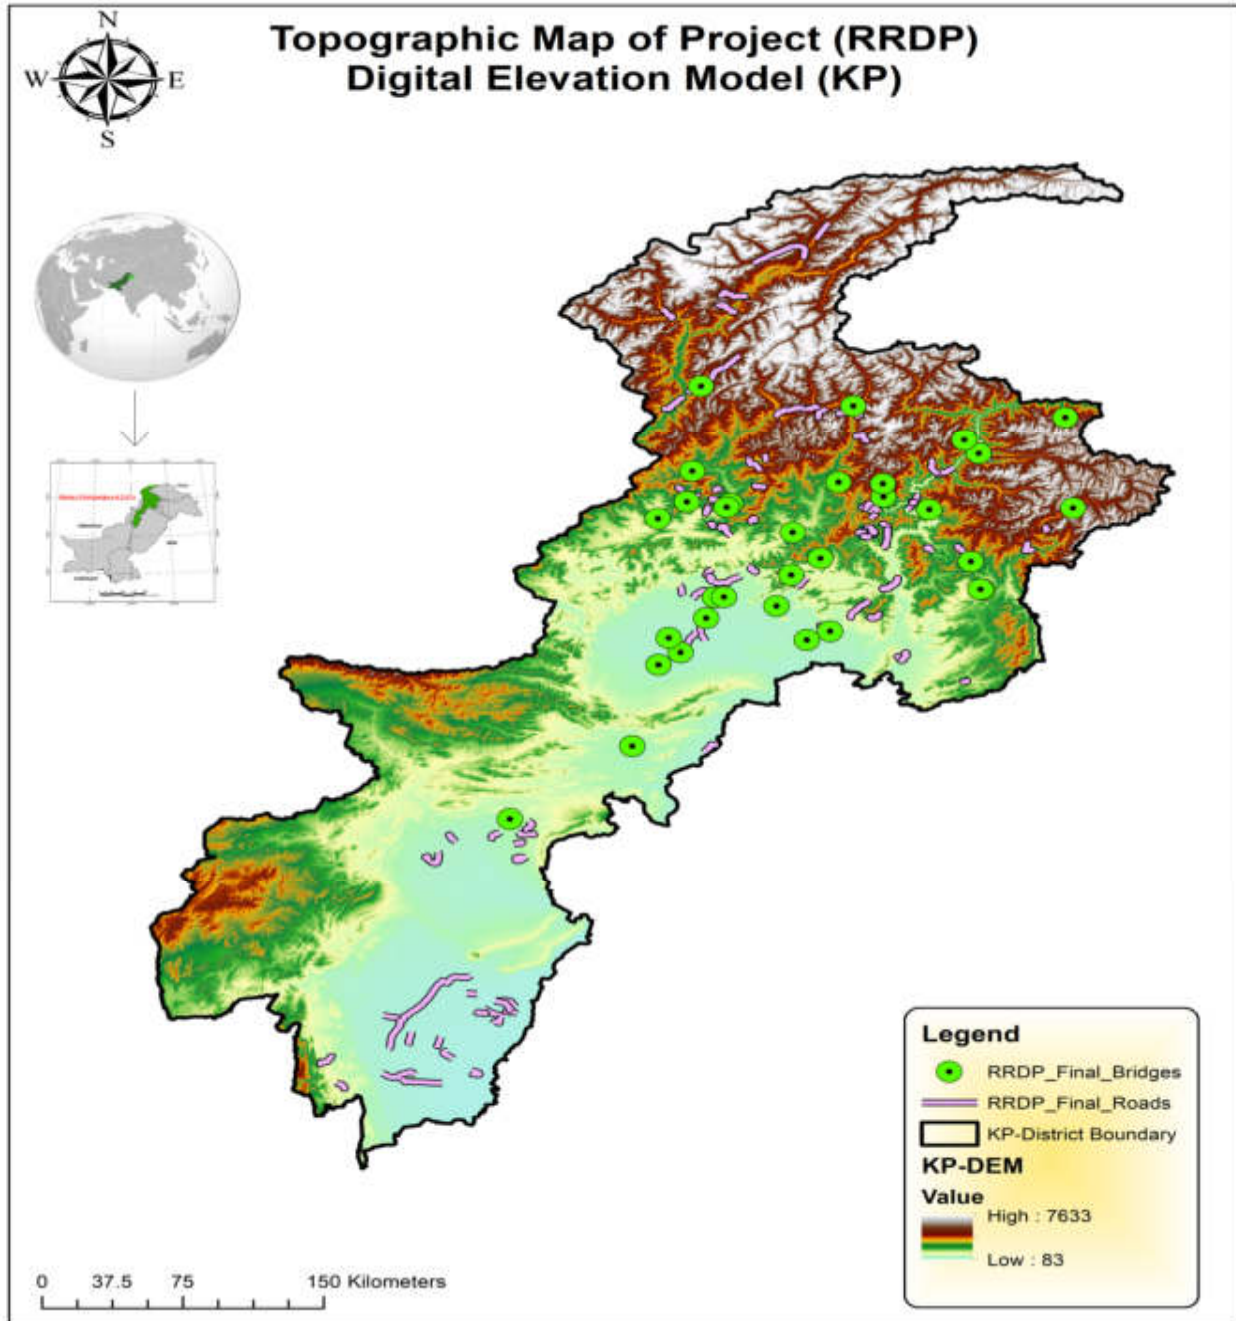 N
W
E
S
Topographic Map of Project (RRDP)
Digital Elevation Model (KP)
Legend
RRDP_Final_Bridges
RRDP_Final_Roads
KP-District Boundary
KP-DEM
Value
High : 7633
Low : 83
0 37.5 75 150 Kilometers